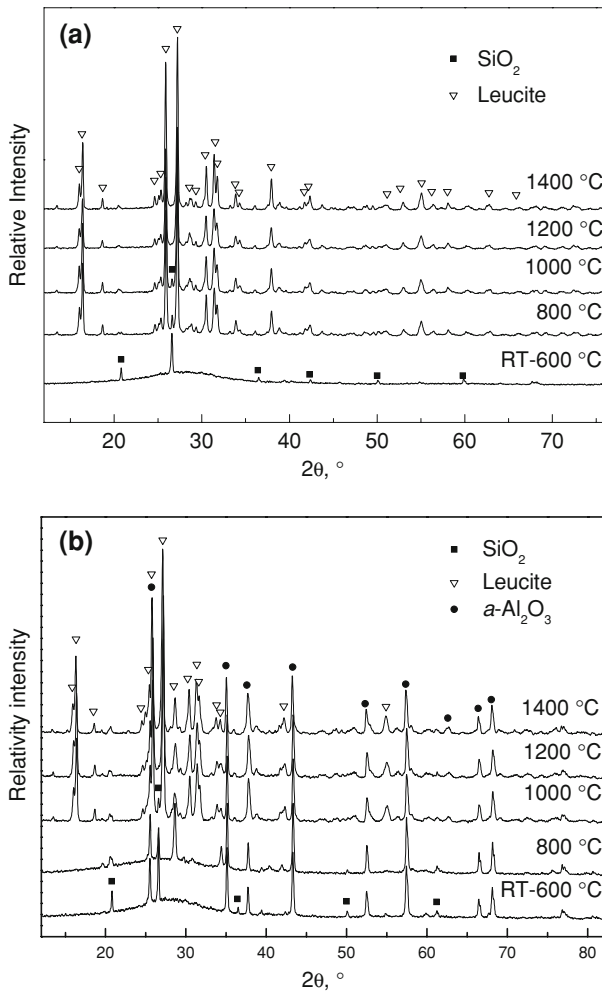 (a)
SiO₂
Leucite
Relative Intensity
1400 °C
1200 °C
1000 °C
800 °C
RT-600 °C
20 30 40 50 60 70
2θ, °
(b)
SiO₂
Leucite
a-Al₂O₃
Relativity intensity
1400 °C
1200 °C
1000 °C
800 °C
RT-600 °C
20 30 40 50 60 70 80
2θ, °